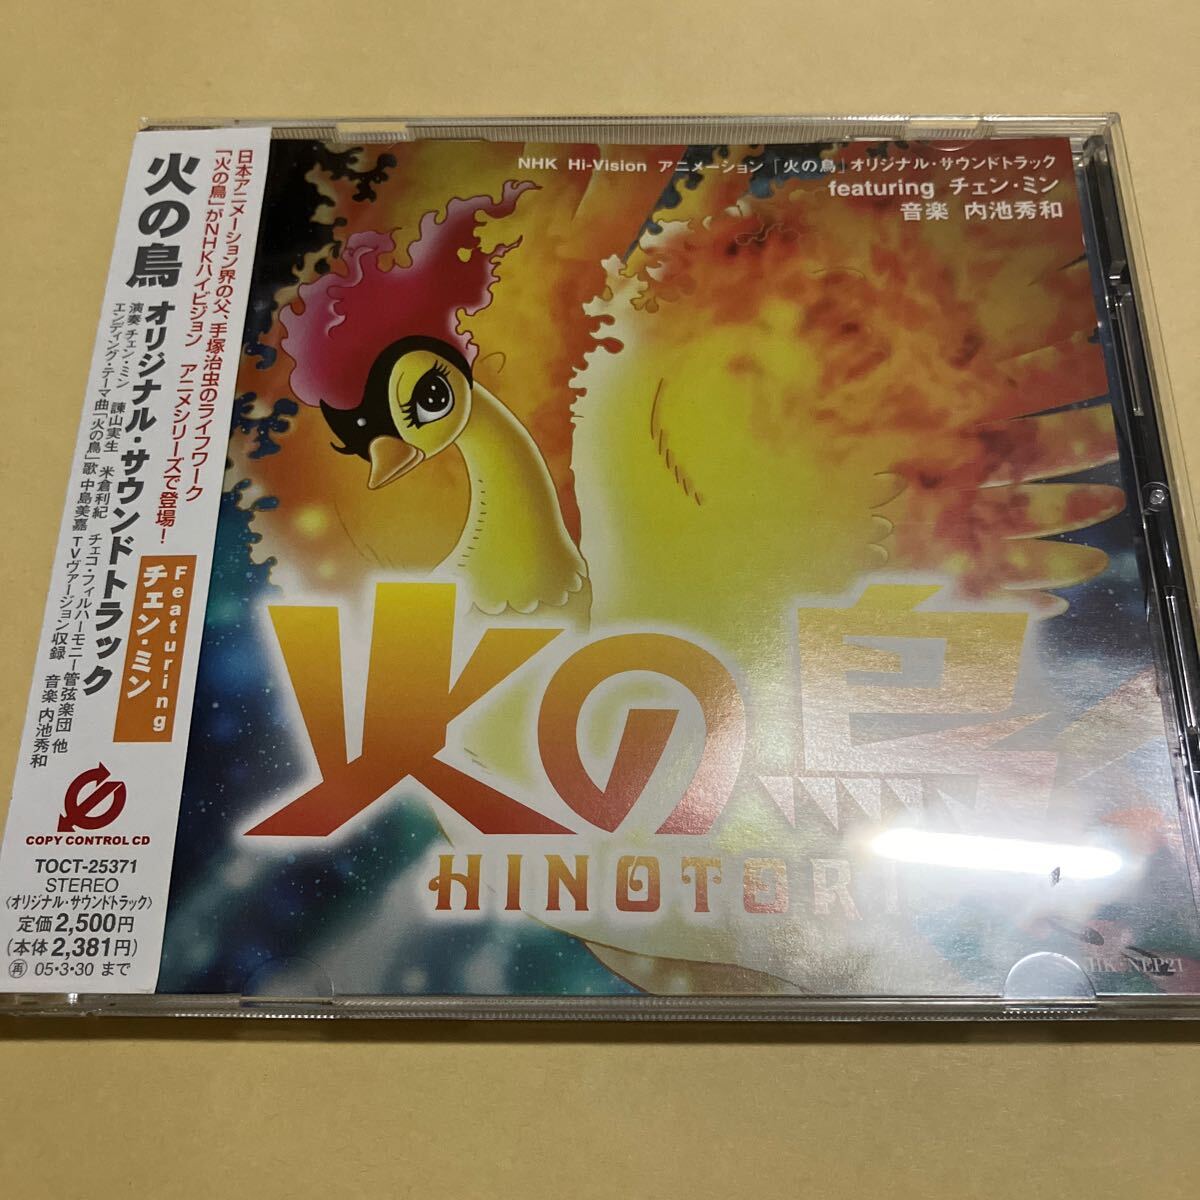 日本アニメーション界の父、手塚治虫のライフワーク
「火の鳥」がNHKハイビジョン　アニメシリーズで登場！
火の鳥 オリジナル・サウンドトラック
Featuring
チェン・ミン
演奏 チェン・ミン　諫山実生　米倉利紀　チェコ・フィルハーモニー管弦楽団 他
エンディング・テーマ曲「火の鳥」歌 中島美嘉 TVヴァージョン収録　音楽 内池秀和
COPY CONTROL CD
TOCT-25371
STEREO
〈オリジナル・サウンドトラック〉
定価2,500円
(本体2,381円)
再 05・3・30 まで
NHK Hi-Vision アニメーション「火の鳥」オリジナル・サウンドトラック
featuring チェン・ミン
音楽 内池秀和
火の鳥
HINOTORI
NEP21